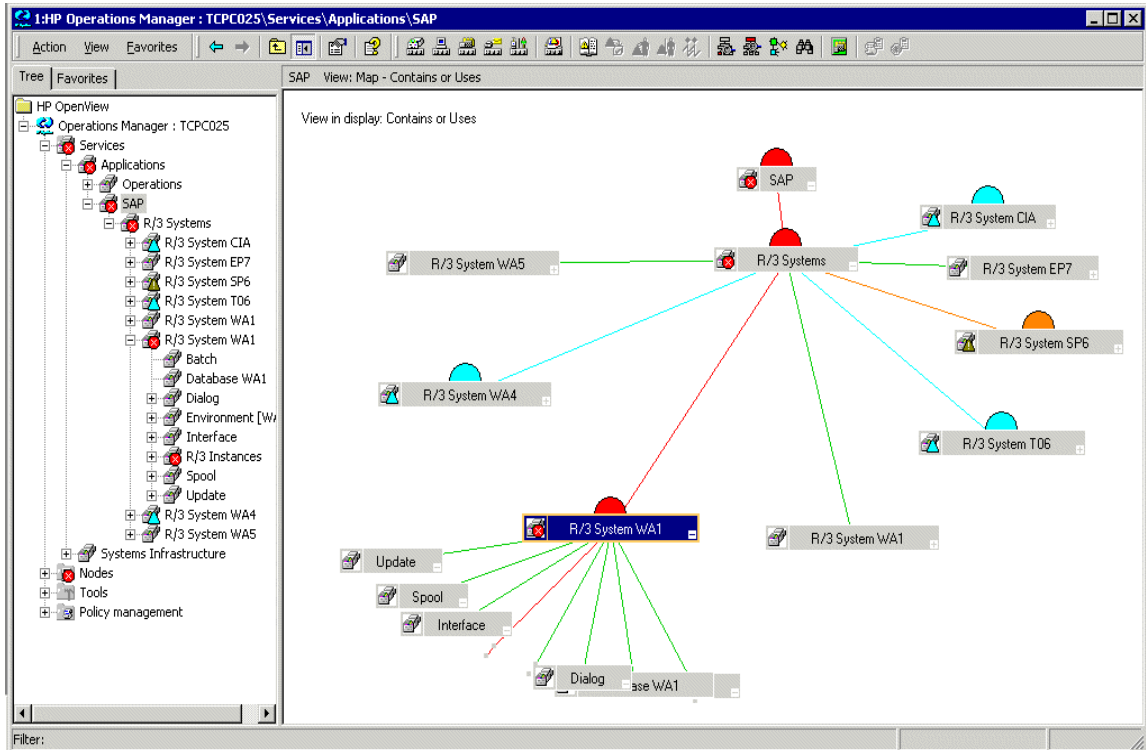 1:HP Operations Manager : TCPC025\Services\Applications\SAP
Action View Favorites
Tree Favorites
SAP View: Map - Contains or Uses
HP OpenView
Operations Manager : TCPC025
Services
Applications
Operations
SAP
R/3 Systems
R/3 System CIA
R/3 System EP7
R/3 System SP6
R/3 System T06
R/3 System WA1
R/3 System WA1
Batch
Database WA1
Dialog
Environment [WA
Interface
R/3 Instances
Spool
Update
R/3 System WA4
R/3 System WA5
Systems Infrastructure
Nodes
Tools
Policy management
View in display: Contains or Uses
SAP
R/3 System CIA
R/3 Systems
R/3 System WA5
R/3 System EP7
R/3 System SP6
R/3 System WA4
R/3 System T06
R/3 System WA1
R/3 System WA1
Update
Spool
Interface
Dialog
ase WA1
Filter: